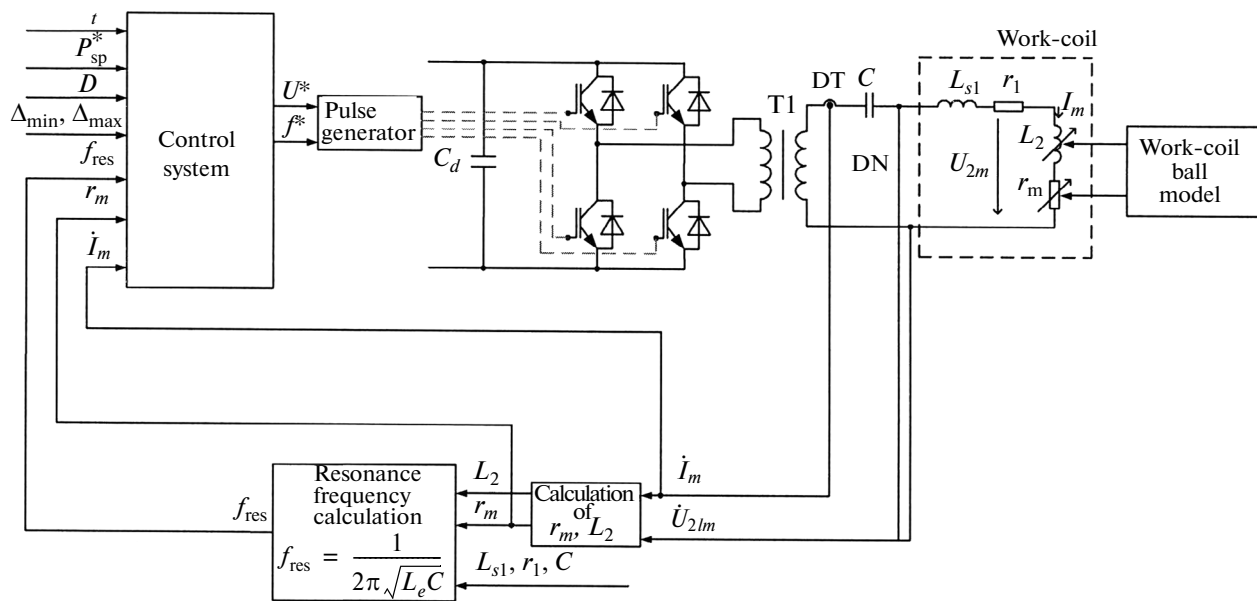 t
P*sp
D
Δmin, Δmax
fres
rm
İm
Control
system
U*
f*
Pulse
generator
Cd
T1
DT
C
DN
Work-coil
Ls1
r1
Im
L2
U2m
rm
Work-coil
ball
model
Resonance
frequency
calculation
fres = 1 / 2π√LeC
fres
L2
rm
Ls1, r1, C
Calculation
of
rm, L2
İm
U̇2lm